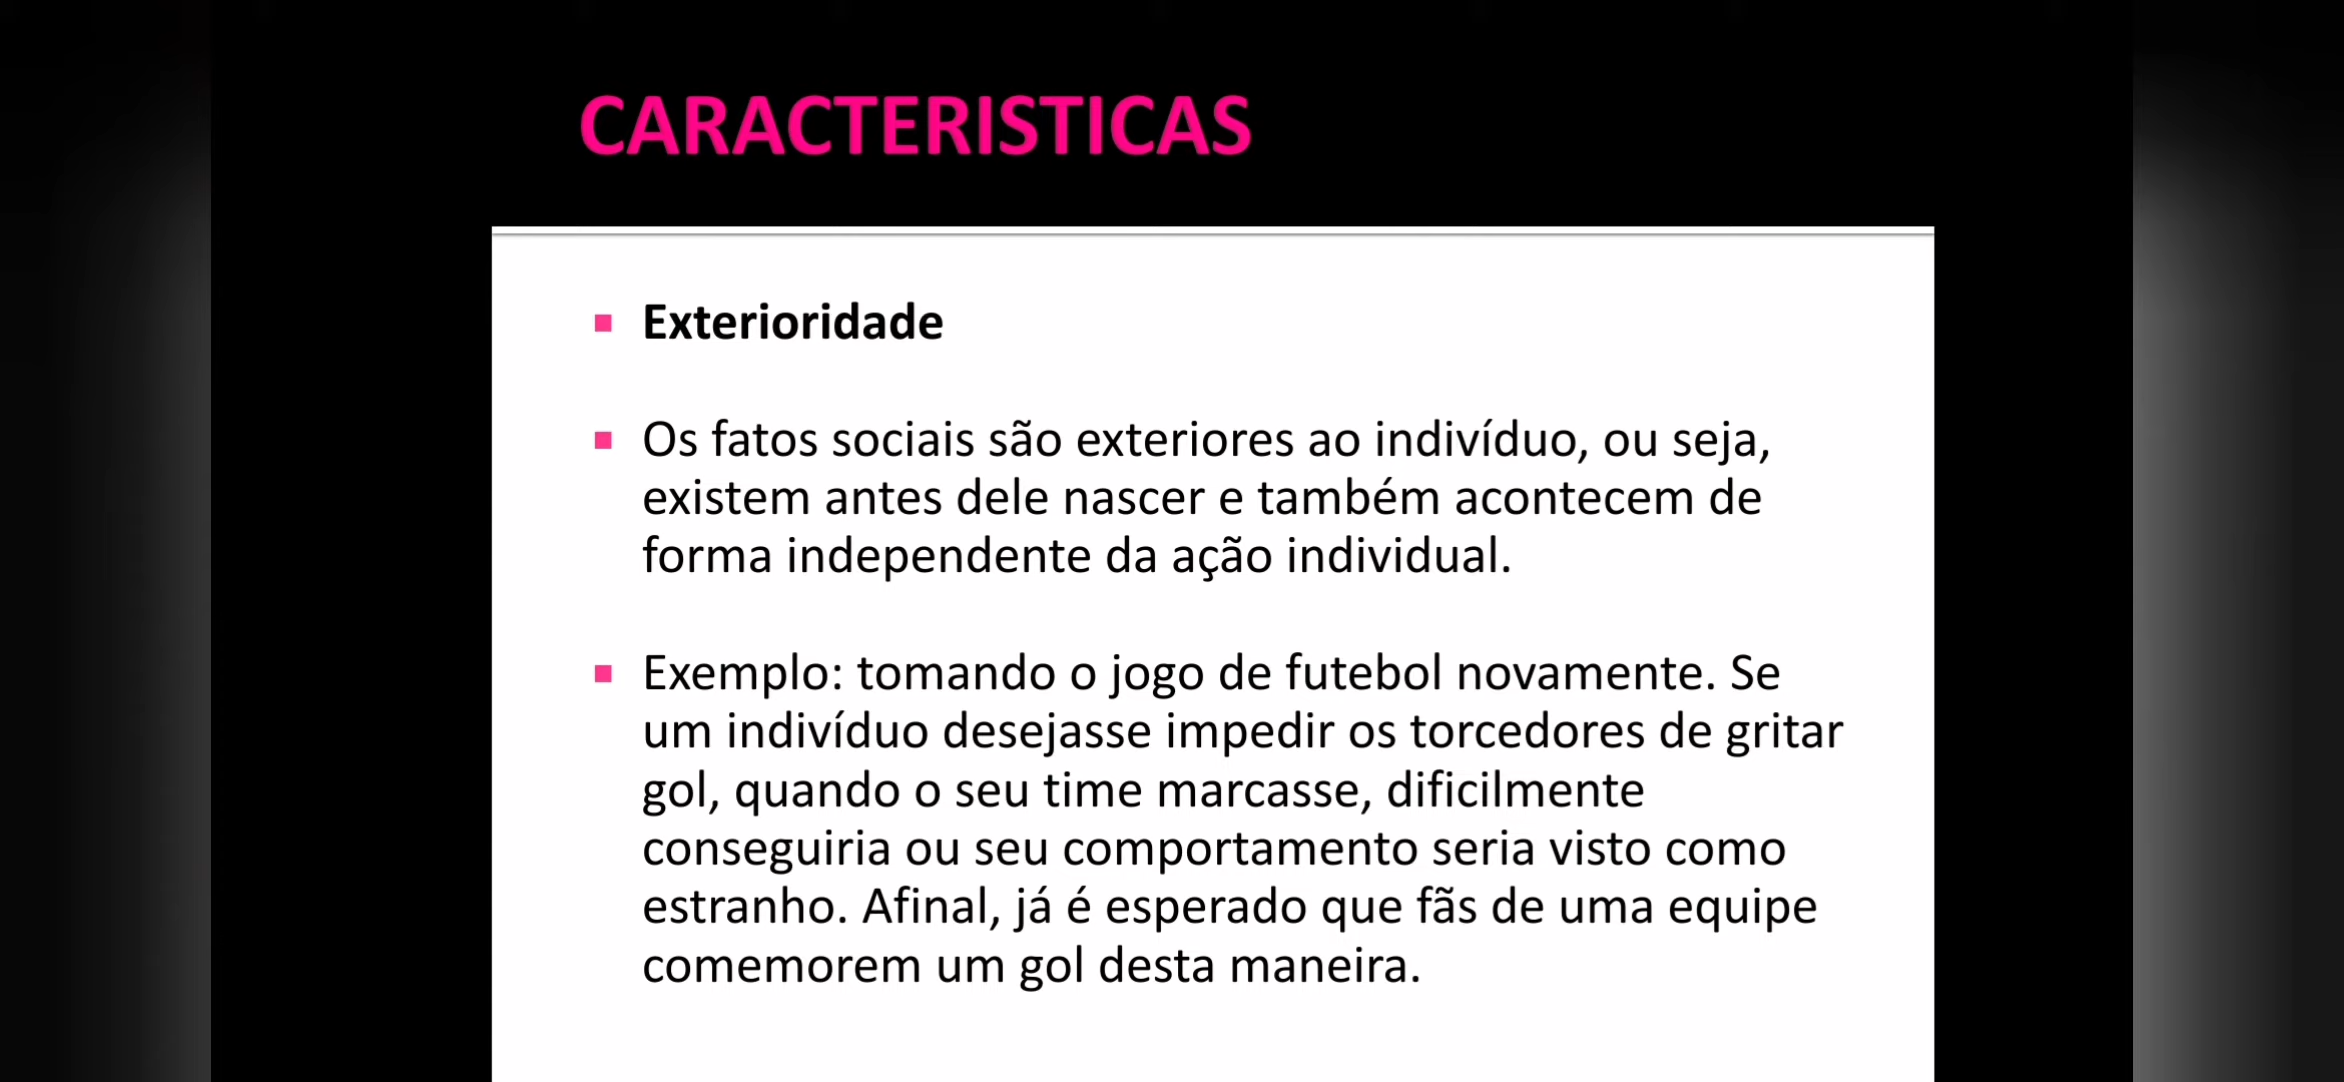 CARACTERISTICAS
Exterioridade
Os fatos sociais são exteriores ao indivíduo, ou seja,
existem antes dele nascer e também acontecem de
forma independente da ação individual.
Exemplo: tomando o jogo de futebol novamente. Se
um indivíduo desejasse impedir os torcedores de gritar
gol, quando o seu time marcasse, dificilmente
conseguiria ou seu comportamento seria visto como
estranho. Afinal, já é esperado que fãs de uma equipe
comemorem um gol desta maneira.